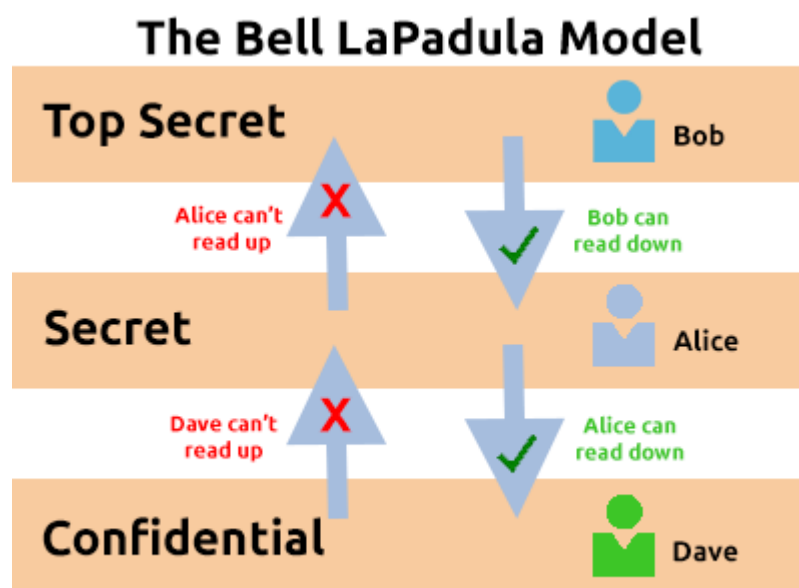 The Bell LaPadula Model
Top Secret
Bob
Alice can't
read up
X
Bob can
read down
Secret
Alice
Dave can't
read up
X
Alice can
read down
Confidential
Dave